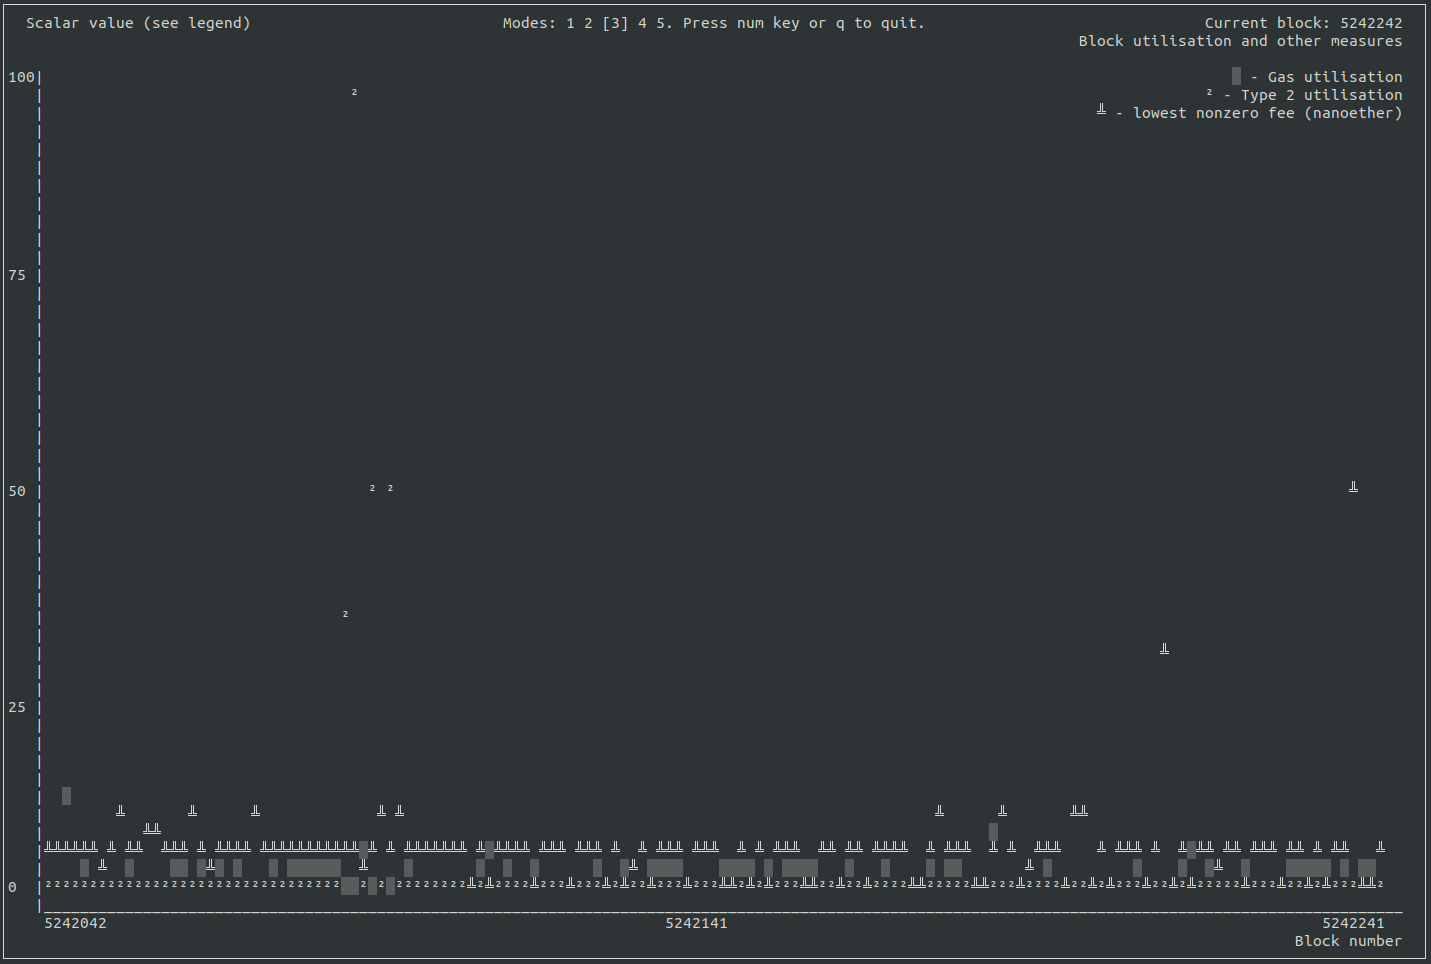 Scalar value (see legend) Modes: 1 2 [3] 4 5. Press num key or q to quit. Current block: 5242242
Block utilisation and other measures
100
- Gas utilisation
² - Type 2 utilisation
╩ - lowest nonzero fee (nanoether)
75
50
25
0
5242042 5242141 5242241
Block number